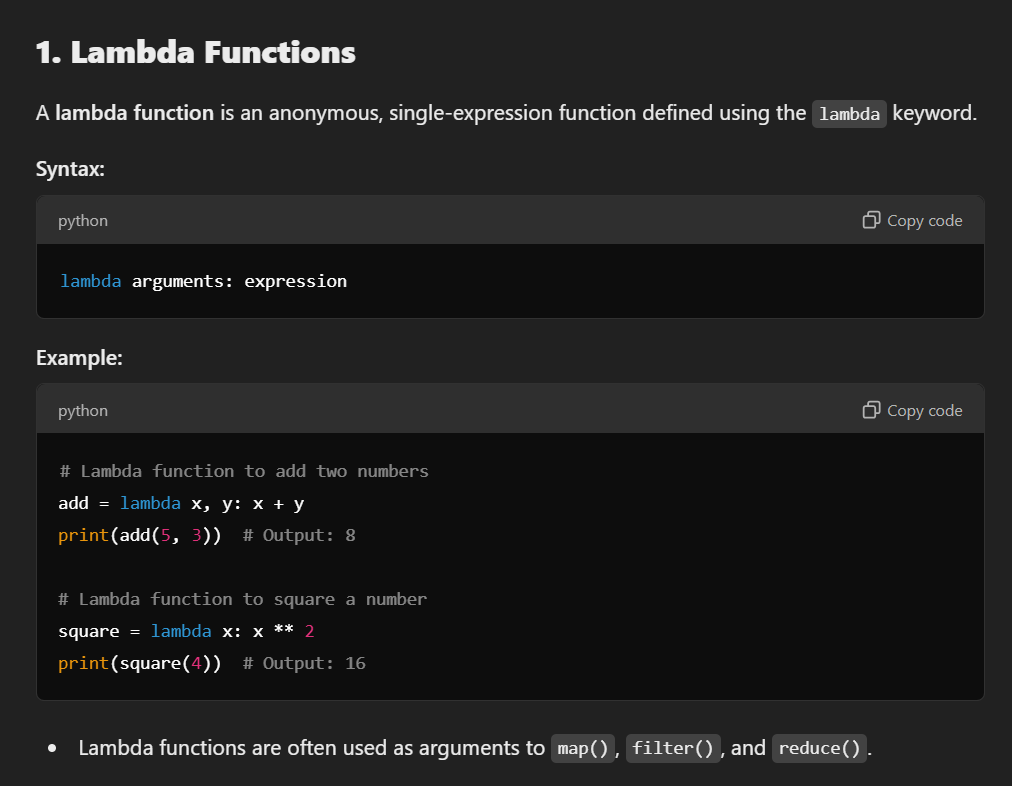 1. Lambda Functions
A lambda function is an anonymous, single-expression function defined using the lambda keyword.
Syntax:
python
Copy code
lambda arguments: expression
Example:
python
Copy code
# Lambda function to add two numbers
add = lambda x, y: x + y
print(add(5, 3))  # Output: 8
# Lambda function to square a number
square = lambda x: x ** 2
print(square(4))  # Output: 16
• Lambda functions are often used as arguments to map(), filter(), and reduce().